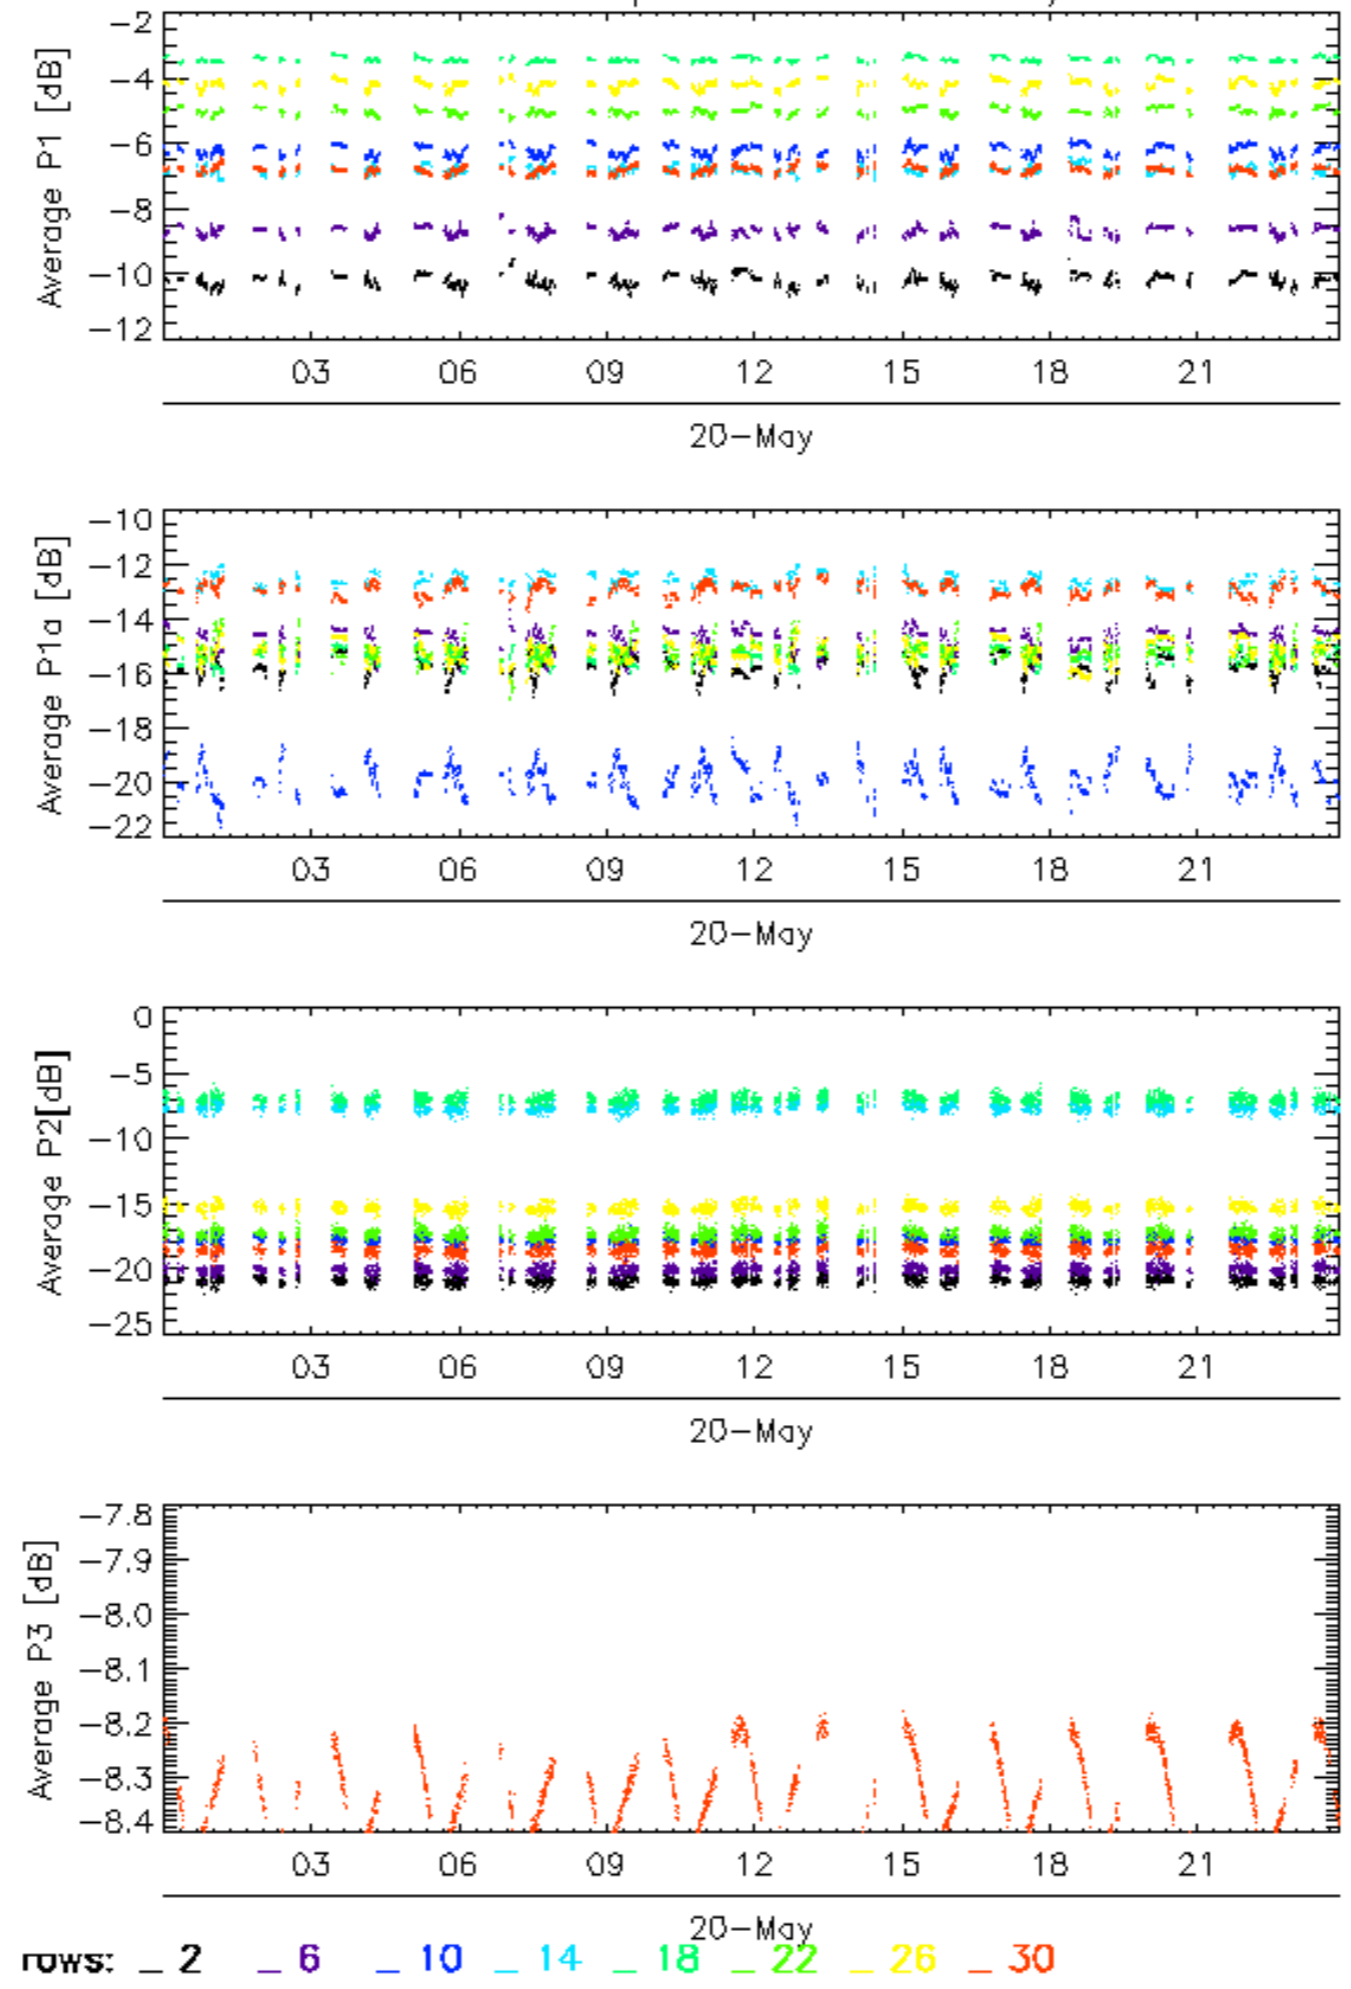 -2
-4
-6
-8
-10
-12
Average P1 [dB]
03 06 09 12 15 18 21
20-May
-10
-12
-14
-16
-18
-20
-22
Average P1a [dB]
03 06 09 12 15 18 21
20-May
0
-5
-10
-15
-20
-25
Average P2[dB]
03 06 09 12 15 18 21
20-May
-7.8
-7.9
-8.0
-8.1
-8.2
-8.3
-8.4
Average P3 [dB]
03 06 09 12 15 18 21
20-May
rows: _ 2 _ 6 _ 10 _ 14 _ 18 _ 22 _ 26 _ 30